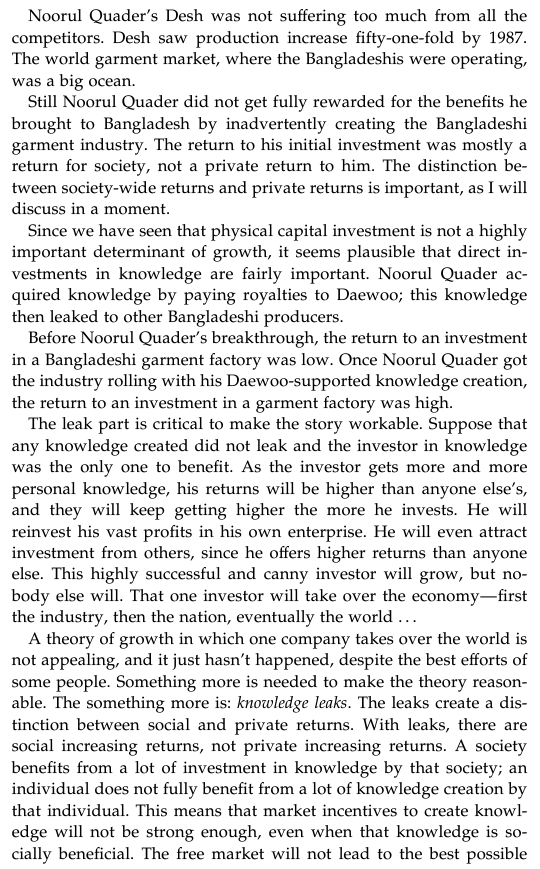 Noorul Quader's Desh was not suffering too much from all the
competitors. Desh saw production increase fifty-one-fold by 1987.
The world garment market, where the Bangladeshis were operating,
was a big ocean.
Still Noorul Quader did not get fully rewarded for the benefits he
brought to Bangladesh by inadvertently creating the Bangladeshi
garment industry. The return to his initial investment was mostly a
return for society, not a private return to him. The distinction be-
tween society-wide returns and private returns is important, as I will
discuss in a moment.
Since we have seen that physical capital investment is not a highly
important determinant of growth, it seems plausible that direct in-
vestments in knowledge are fairly important. Noorul Quader ac-
quired knowledge by paying royalties to Daewoo; this knowledge
then leaked to other Bangladeshi producers.
Before Noorul Quader's breakthrough, the return to an investment
in a Bangladeshi garment factory was low. Once Noorul Quader got
the industry rolling with his Daewoo-supported knowledge creation,
the return to an investment in a garment factory was high.
The leak part is critical to make the story workable. Suppose that
any knowledge created did not leak and the investor in knowledge
was the only one to benefit. As the investor gets more and more
personal knowledge, his returns will be higher than anyone else's,
and they will keep getting higher the more he invests. He will
reinvest his vast profits in his own enterprise. He will even attract
investment from others, since he offers higher returns than anyone
else. This highly successful and canny investor will grow, but no-
body else will. That one investor will take over the economy—first
the industry, then the nation, eventually the world ...
A theory of growth in which one company takes over the world is
not appealing, and it just hasn't happened, despite the best efforts of
some people. Something more is needed to make the theory reason-
able. The something more is: knowledge leaks. The leaks create a dis-
tinction between social and private returns. With leaks, there are
social increasing returns, not private increasing returns. A society
benefits from a lot of investment in knowledge by that society; an
individual does not fully benefit from a lot of knowledge creation by
that individual. This means that market incentives to create knowl-
edge will not be strong enough, even when that knowledge is so-
cially beneficial. The free market will not lead to the best possible